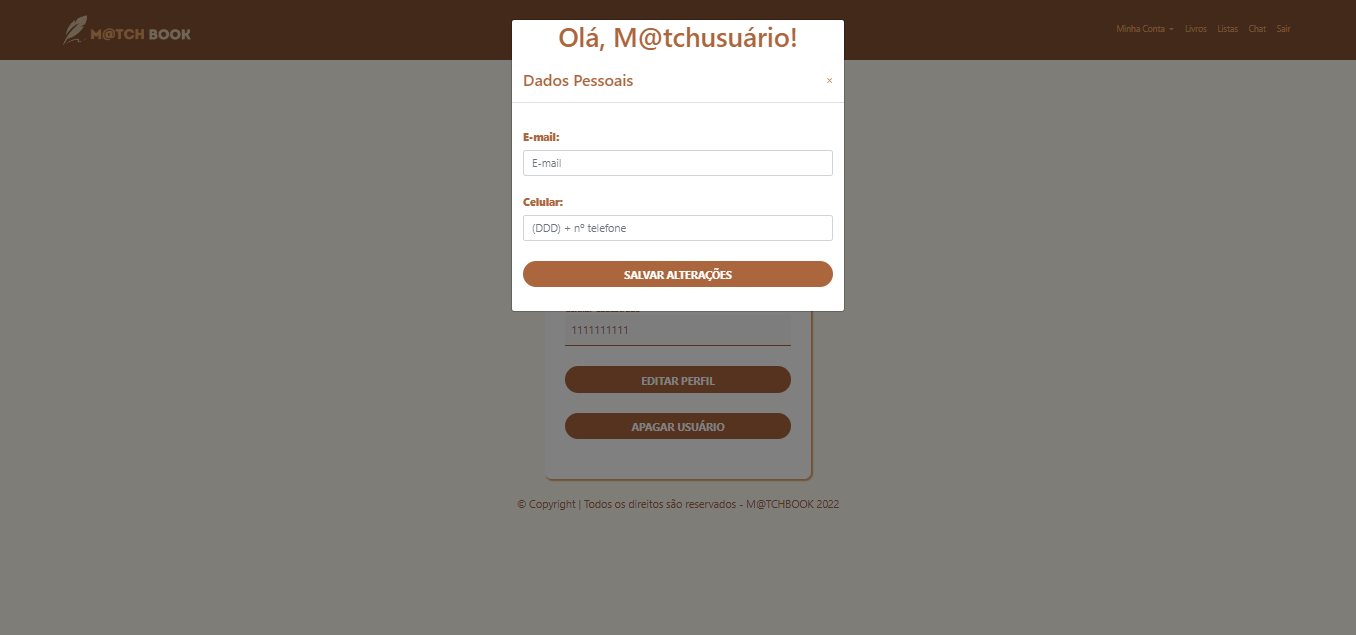 M@TCH BOOK
Minha Conta Livros Listas Chat Sair
Olá, M@tchusuário!
Dados Pessoais ×
E-mail:
E-mail
Celular:
(DDD) + nº telefone
SALVAR ALTERAÇÕES
1111111111
EDITAR PERFIL
APAGAR USUÁRIO
© Copyright | Todos os direitos são reservados - M@TCHBOOK 2022